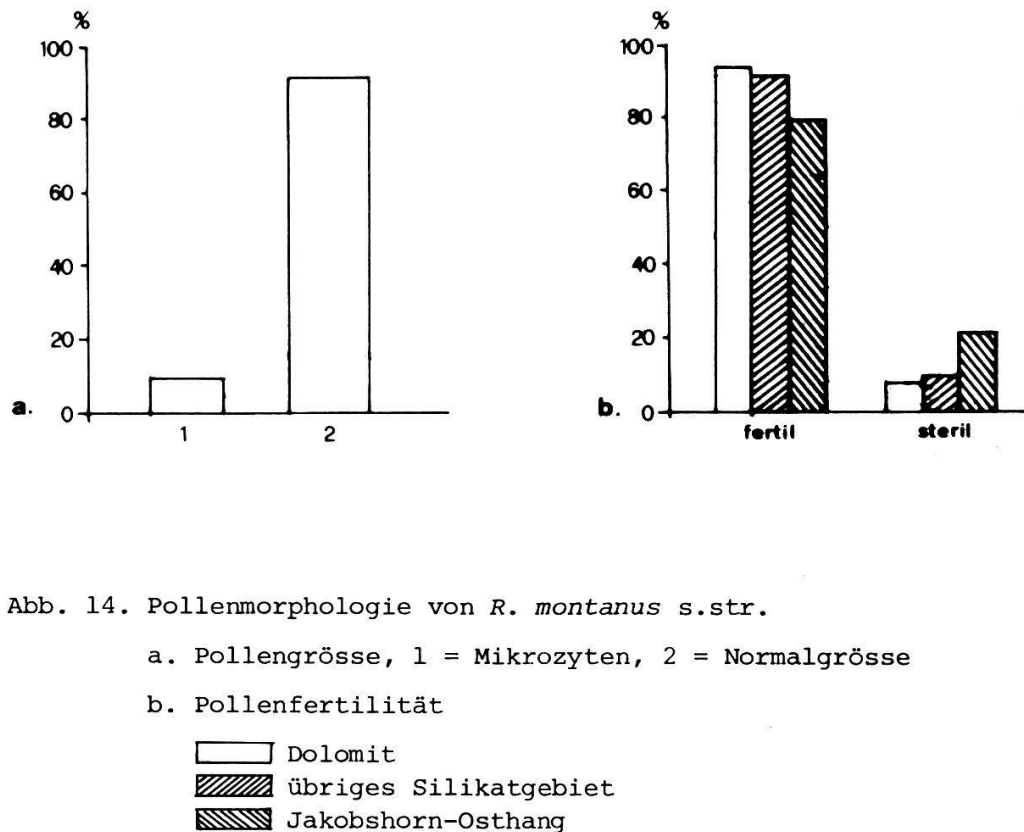 %
100
80
60
40
20
0
a.
1 2
%
100
80
60
40
20
0
b.
fertil steril
Abb. 14. Pollenmorphologie von R. montanus s.str.
a. Pollengrösse, 1 = Mikrozyten, 2 = Normalgrösse
b. Pollenfertilität
Dolomit
übriges Silikatgebiet
Jakobshorn-Osthang